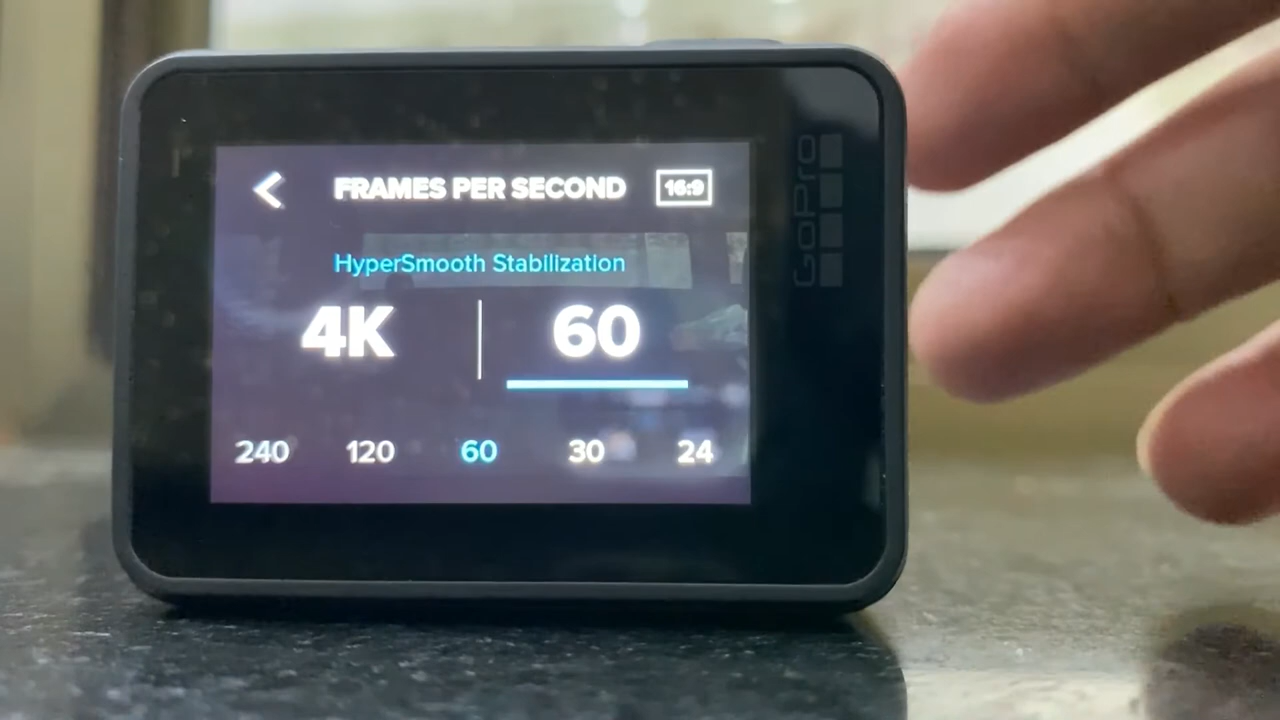 FRAMES PER SECOND 16:9
HyperSmooth Stabilization
4K 60
240 120 60 30 24
GoPro